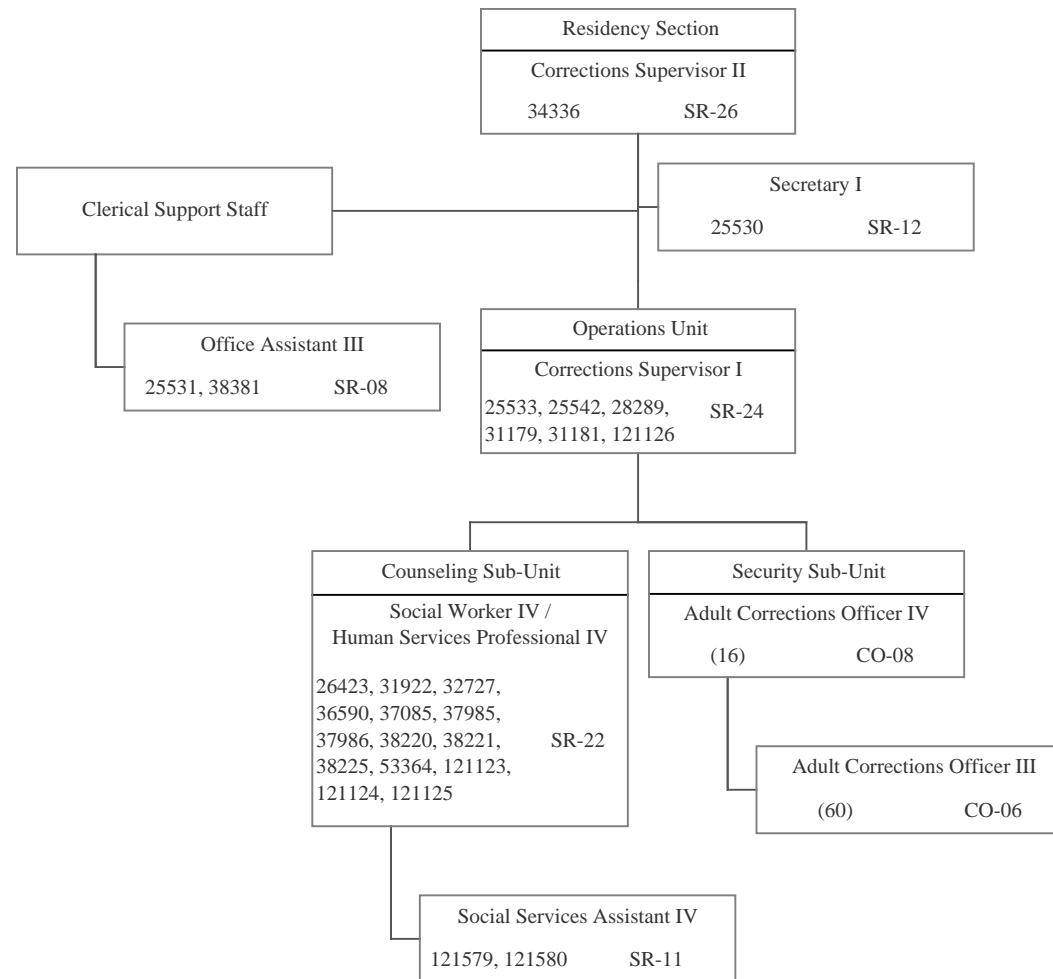 Residency Section
Corrections Supervisor II
34336 SR-26
Secretary I
25530 SR-12
Clerical Support Staff
Office Assistant III
25531, 38381 SR-08
Operations Unit
Corrections Supervisor I
25533, 25542, 28289,
31179, 31181, 121126
SR-24
Counseling Sub-Unit
Social Worker IV /
Human Services Professional IV
26423, 31922, 32727,
36590, 37085, 37985,
37986, 38220, 38221,
38225, 53364, 121123,
121124, 121125
SR-22
Social Services Assistant IV
121579, 121580 SR-11
Security Sub-Unit
Adult Corrections Officer IV
(16) CO-08
Adult Corrections Officer III
(60) CO-06